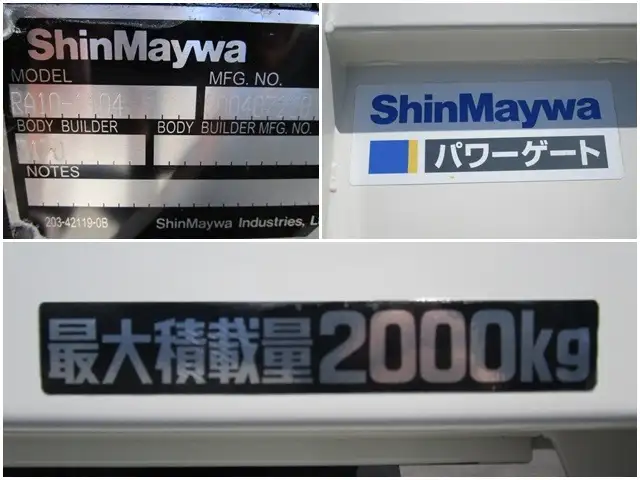 ShinMaywa
MODEL MFG. NO.
BODY BUILDER BODY BUILDER MFG. NO.
NOTES
203-42119-0B ShinMaywa Industries, L
ShinMaywa
パワーゲート
最大積載量2000kg